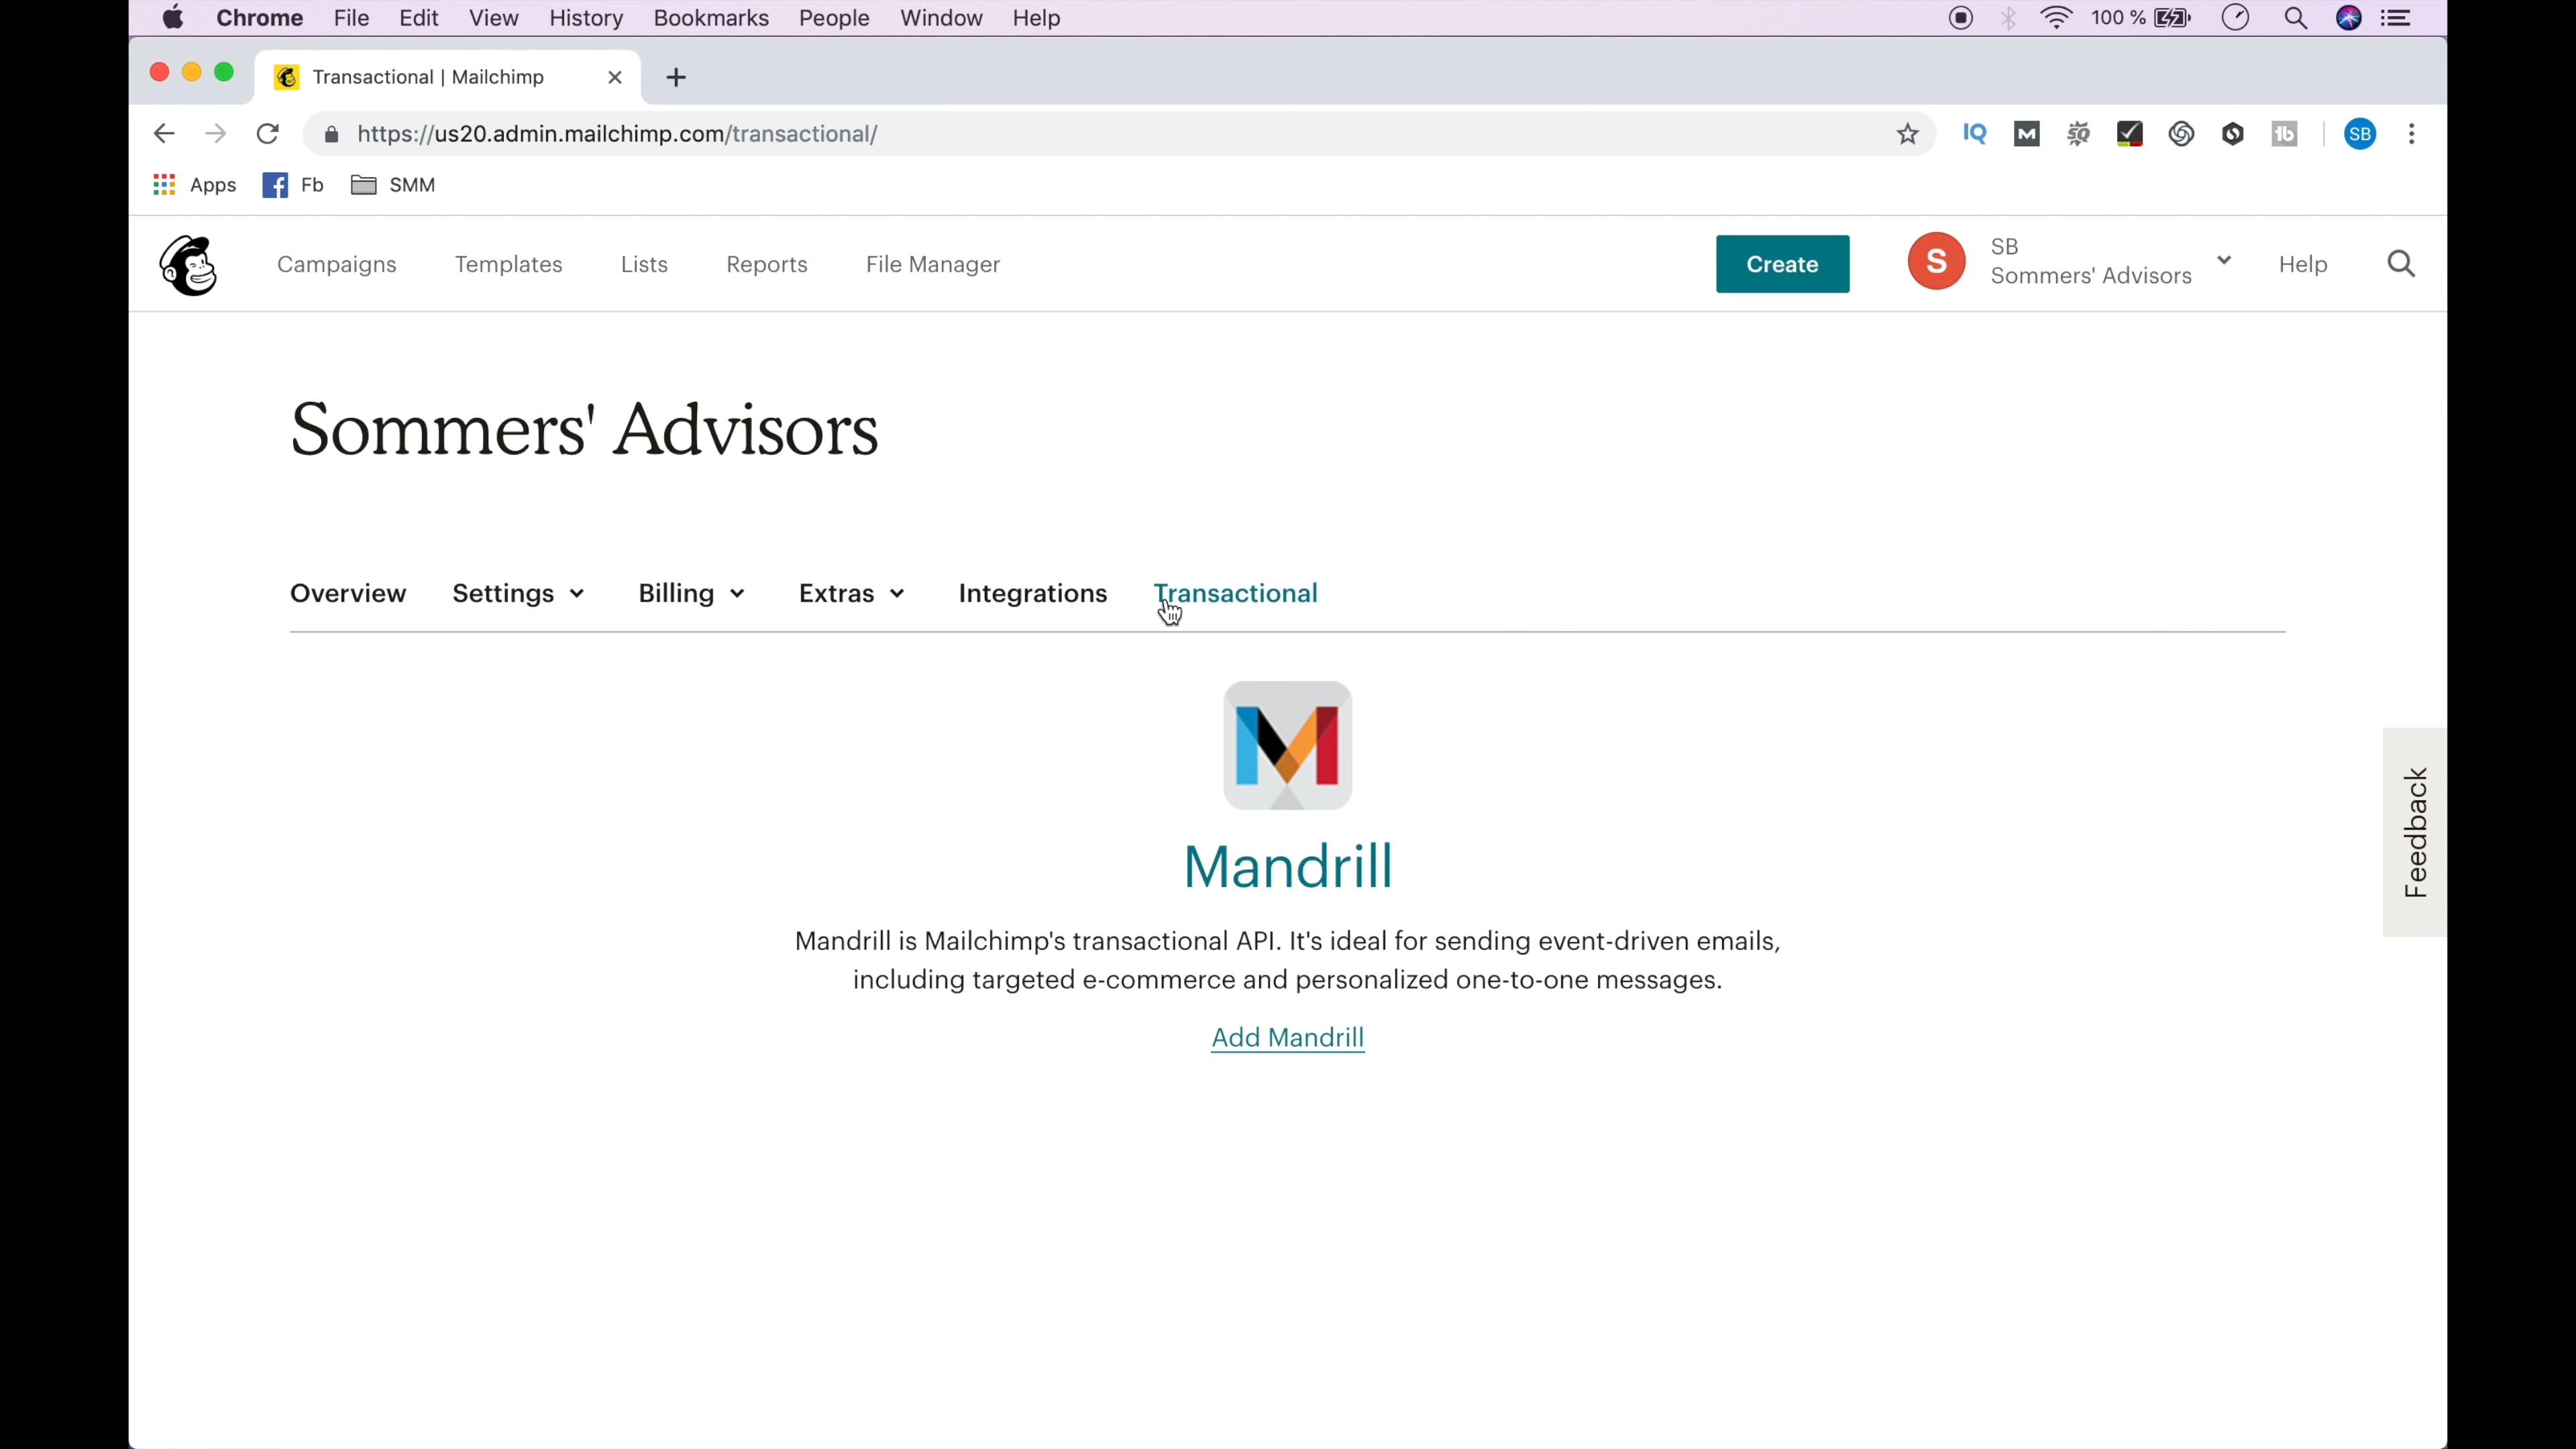 Chrome File Edit View History Bookmarks People Window Help 100 %
Transactional | Mailchimp
https://us20.admin.mailchimp.com/transactional/ IQ M SQ tb SB
Apps Fb SMM
Campaigns Templates Lists Reports File Manager Create S SB Help
Sommers' Advisors
Sommers' Advisors
Overview Settings Billing Extras Integrations Transactional
Mandrill
Mandrill is Mailchimp's transactional API. It's ideal for sending event-driven emails,
including targeted e-commerce and personalized one-to-one messages.
Add Mandrill
Feedback